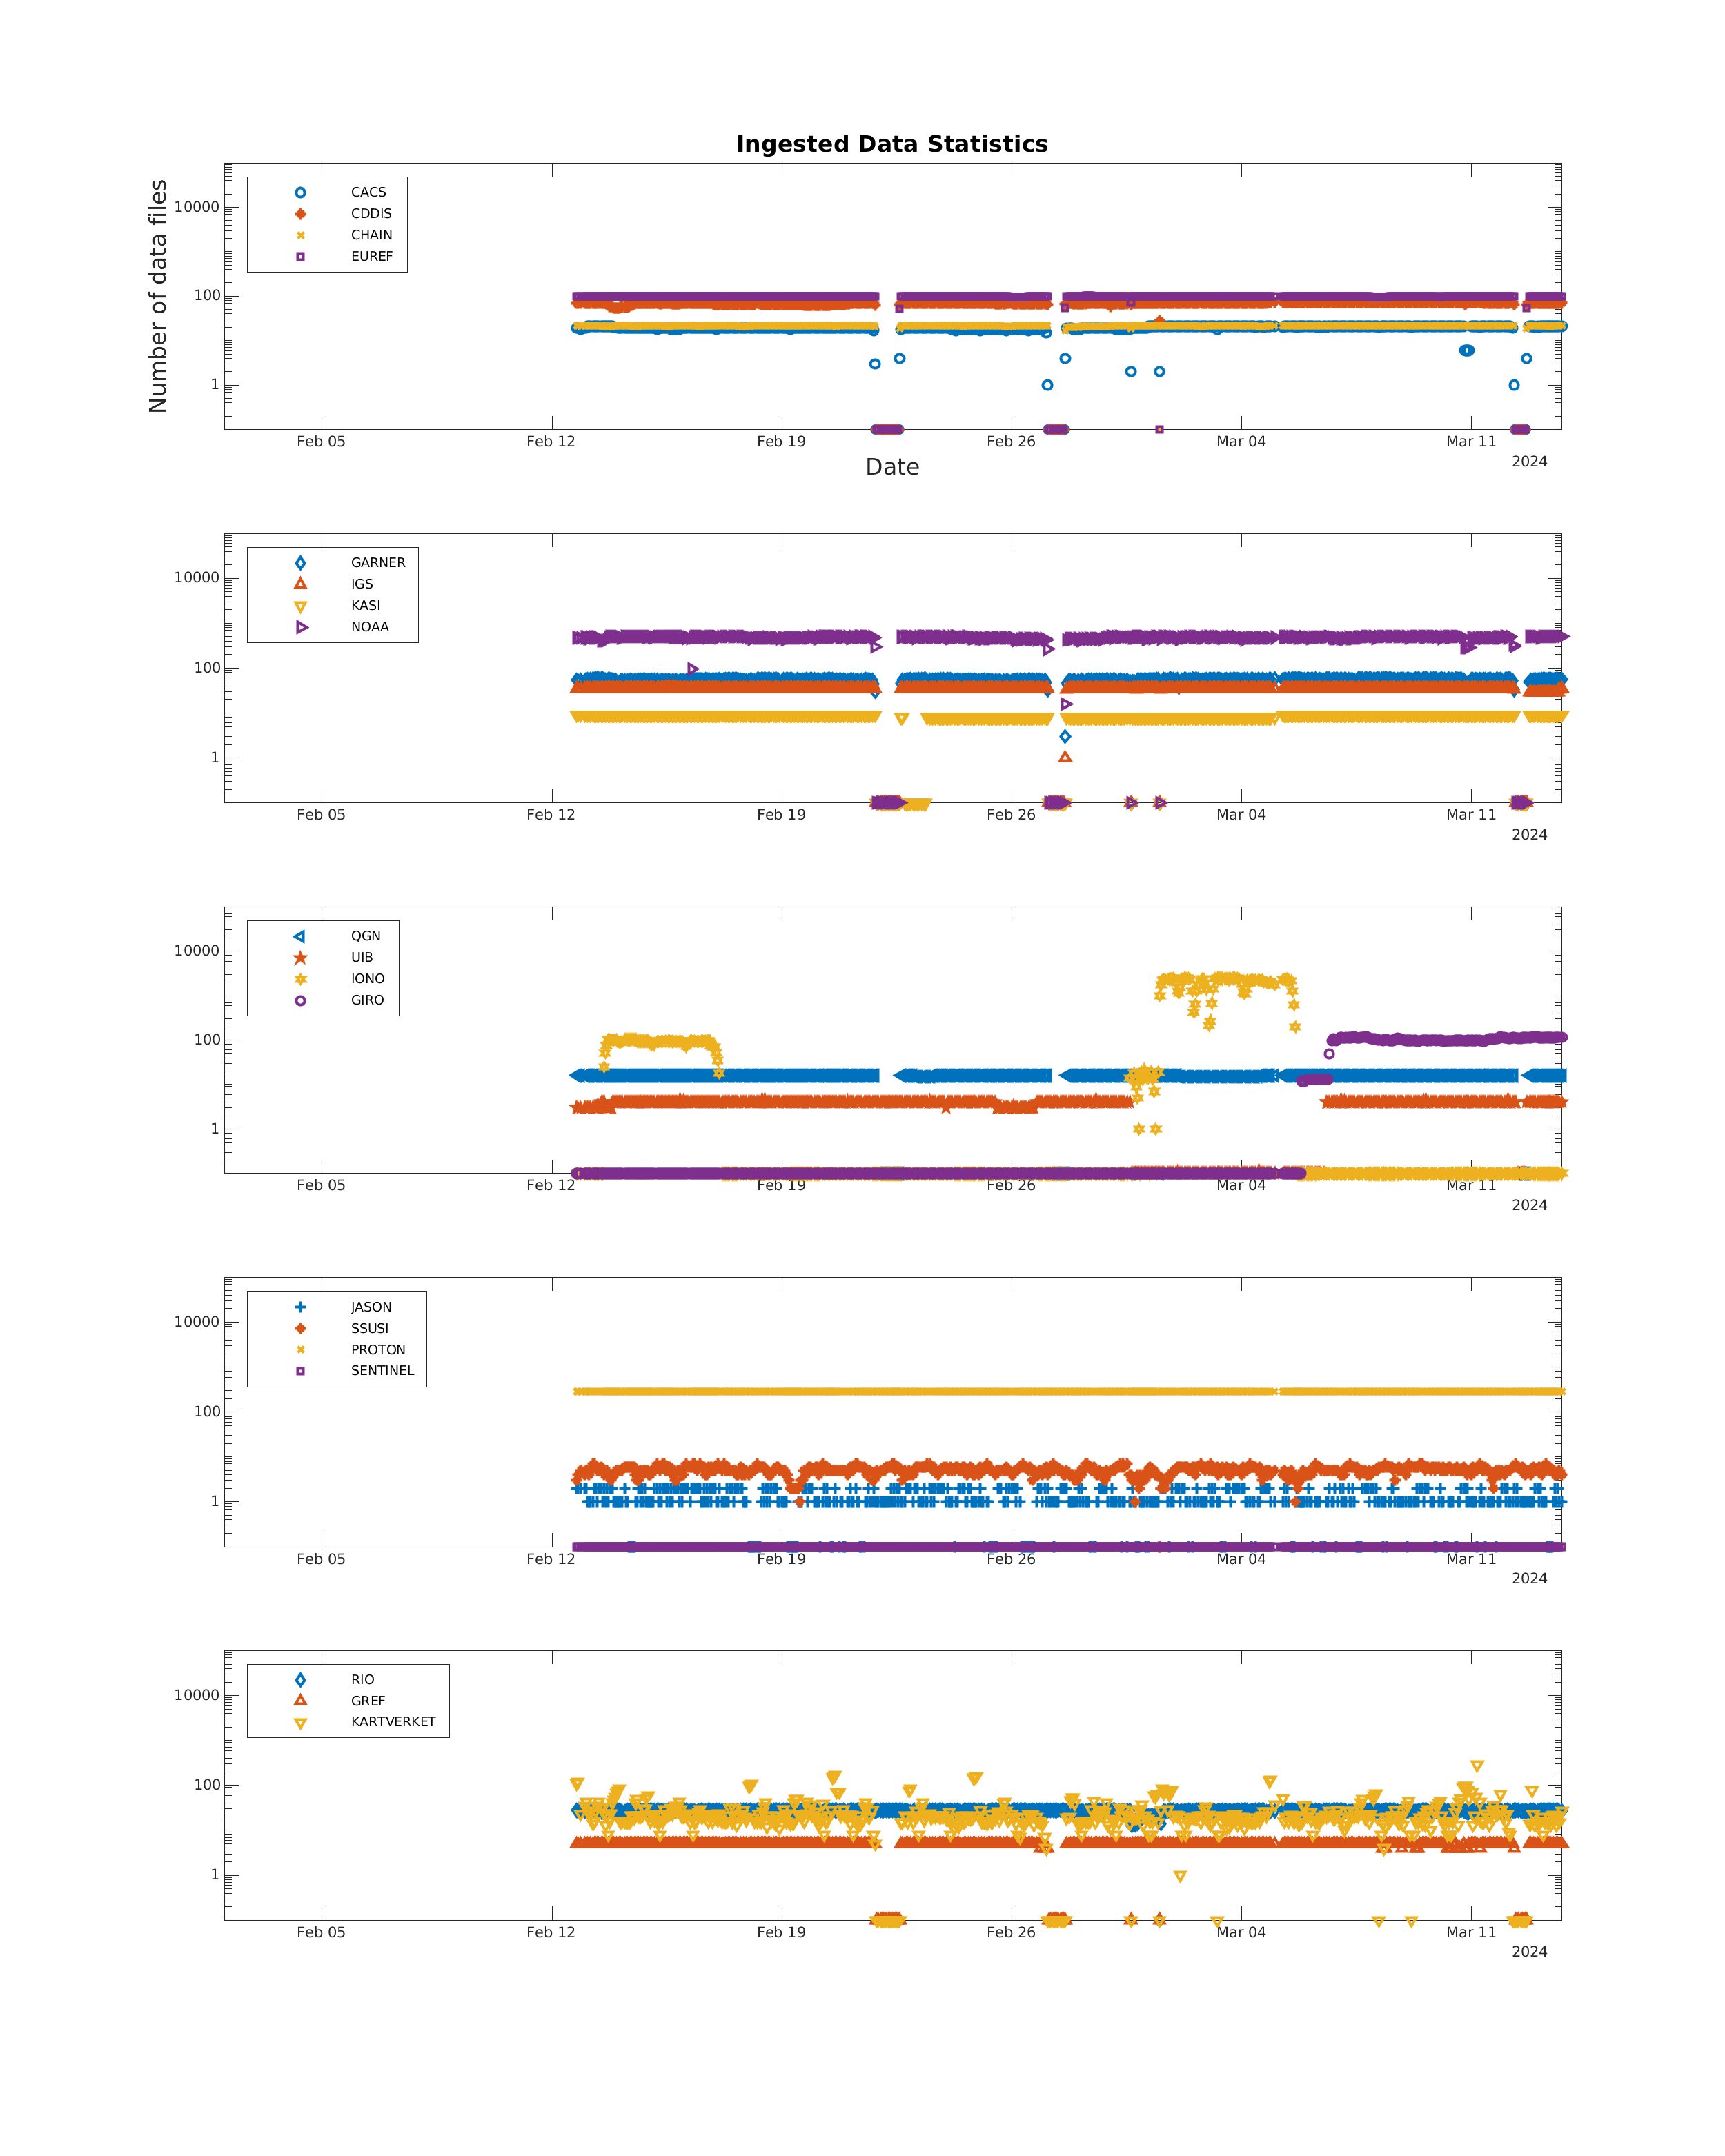 Ingested Data Statistics
Number of data files
CACS
CDDIS
CHAIN
EUREF
10000
100
1
Feb 05 Feb 12 Feb 19 Feb 26 Mar 04 Mar 11
2024
Date
GARNER
IGS
KASI
NOAA
10000
100
1
Feb 05 Feb 12 Feb 19 Feb 26 Mar 04 Mar 11
2024
QGN
UIB
IONO
GIRO
10000
100
1
Feb 05 Feb 12 Feb 19 Feb 26 Mar 04 Mar 11
2024
JASON
SSUSI
PROTON
SENTINEL
10000
100
1
Feb 05 Feb 12 Feb 19 Feb 26 Mar 04 Mar 11
2024
RIO
GREF
KARTVERKET
10000
100
1
Feb 05 Feb 12 Feb 19 Feb 26 Mar 04 Mar 11
2024